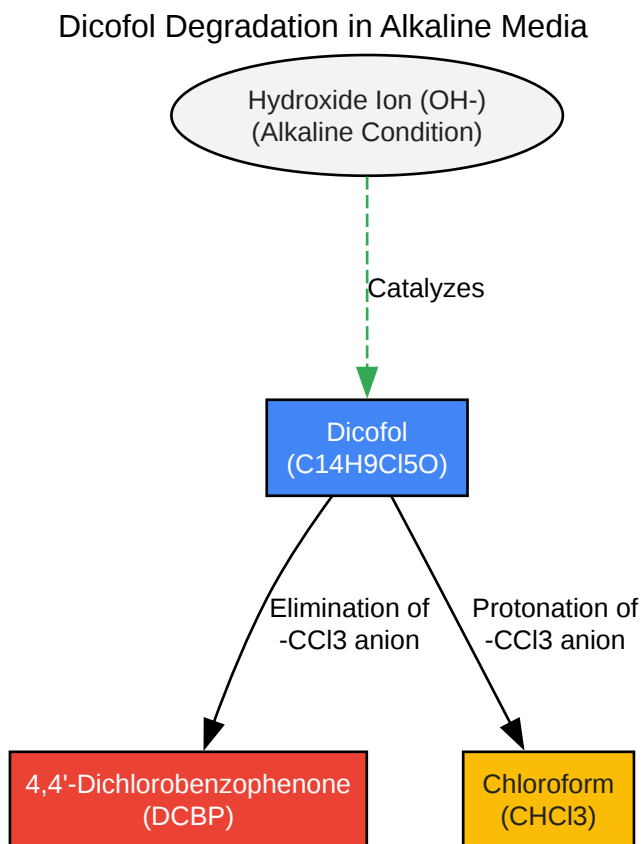 Dicofol Degradation in Alkaline Media
Hydroxide Ion (OH-)
(Alkaline Condition)
Catalyzes
Dicofol
(C14H9Cl5O)
Elimination of
-CCl3 anion
Protonation of
-CCl3 anion
4,4'-Dichlorobenzophenone
(DCBP)
Chloroform
(CHCl3)